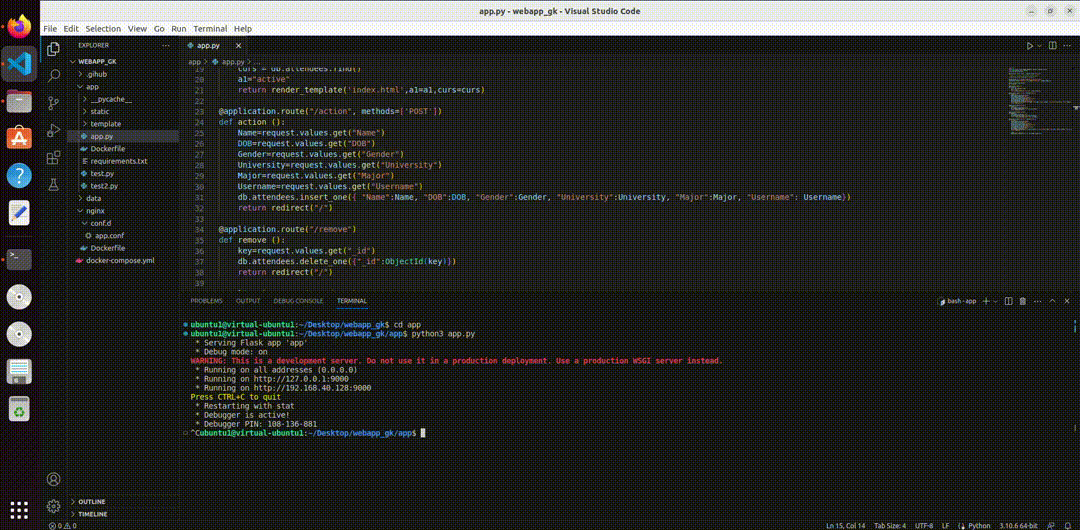 app.py - webapp_gk - Visual Studio Code
File Edit Selection View Go Run Terminal Help
EXPLORER
WEBAPP_GK
.gihub
app
__pycache__
static
template
app.py
Dockerfile
requirements.txt
test.py
test2.py
data
nginx
conf.d
app.conf
Dockerfile
docker-compose.yml
OUTLINE
TIMELINE
app.py
app > app.py > ...
19 curs = db.attendees.find()
20 a1="active"
21 return render_template('index.html',a1=a1,curs=curs)
22
23 @application.route("/action", methods=['POST'])
24 def action ():
25 Name=request.values.get("Name")
26 DOB=request.values.get("DOB")
27 Gender=request.values.get("Gender")
28 University=request.values.get("University")
29 Major=request.values.get("Major")
30 Username=request.values.get("Username")
31 db.attendees.insert_one({ "Name":Name, "DOB":DOB, "Gender":Gender, "University":University, "Major":Major, "Username": Username})
32 return redirect("/")
33
34 @application.route("/remove")
35 def remove ():
36 key=request.values.get("_id")
37 db.attendees.delete_one({"_id":ObjectId(key)})
38 return redirect("/")
39
PROBLEMS OUTPUT DEBUG CONSOLE TERMINAL
bash - app
ubuntu1@virtual-ubuntu1:~/Desktop/webapp_gk$ cd app
ubuntu1@virtual-ubuntu1:~/Desktop/webapp_gk/app$ python3 app.py
* Serving Flask app 'app'
* Debug mode: on
WARNING: This is a development server. Do not use it in a production deployment. Use a production WSGI server instead.
* Running on all addresses (0.0.0.0)
* Running on http://127.0.0.1:9000
* Running on http://192.168.40.128:9000
Press CTRL+C to quit
* Restarting with stat
* Debugger is active!
* Debugger PIN: 108-136-881
^Cubuntu1@virtual-ubuntu1:~/Desktop/webapp_gk/app$
0 0 Ln 15, Col 14 Tab Size: 4 UTF-8 LF Python 3.10.6 64-bit